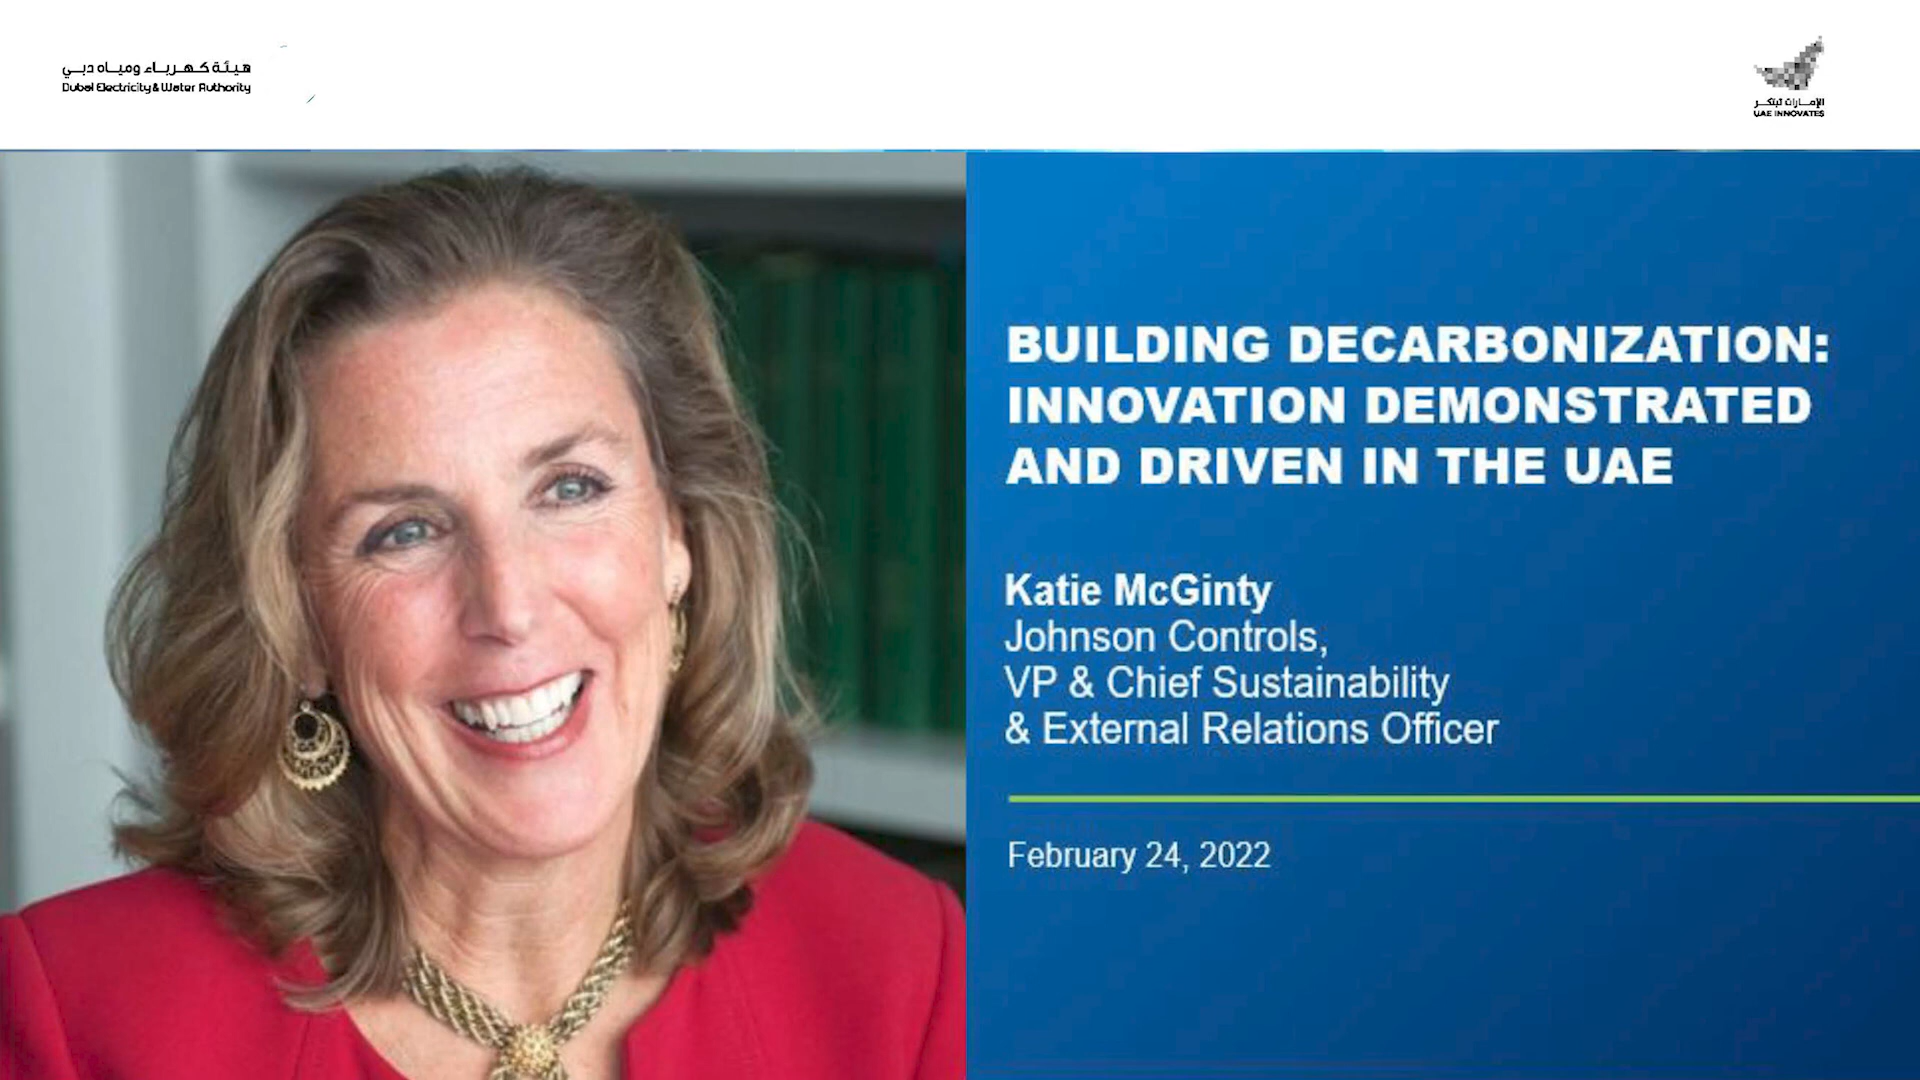 هيئة كهرباء ومياه دبي
Dubai Electricity & Water Authority
الإمارات تبتكر
UAE INNOVATES
BUILDING DECARBONIZATION:
INNOVATION DEMONSTRATED
AND DRIVEN IN THE UAE
Katie McGinty
Johnson Controls,
VP & Chief Sustainability
& External Relations Officer
February 24, 2022